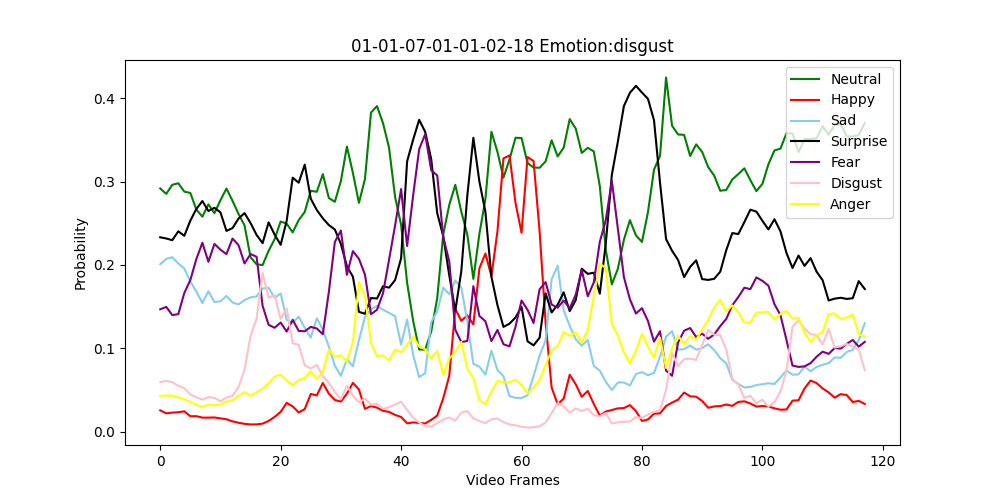 01-01-07-01-01-02-18 Emotion:disgust
Probability
0.4
0.3
0.2
0.1
0.0
0
20
40
60
80
100
120
Video Frames
Neutral
Happy
Sad
Surprise
Fear
Disgust
Anger